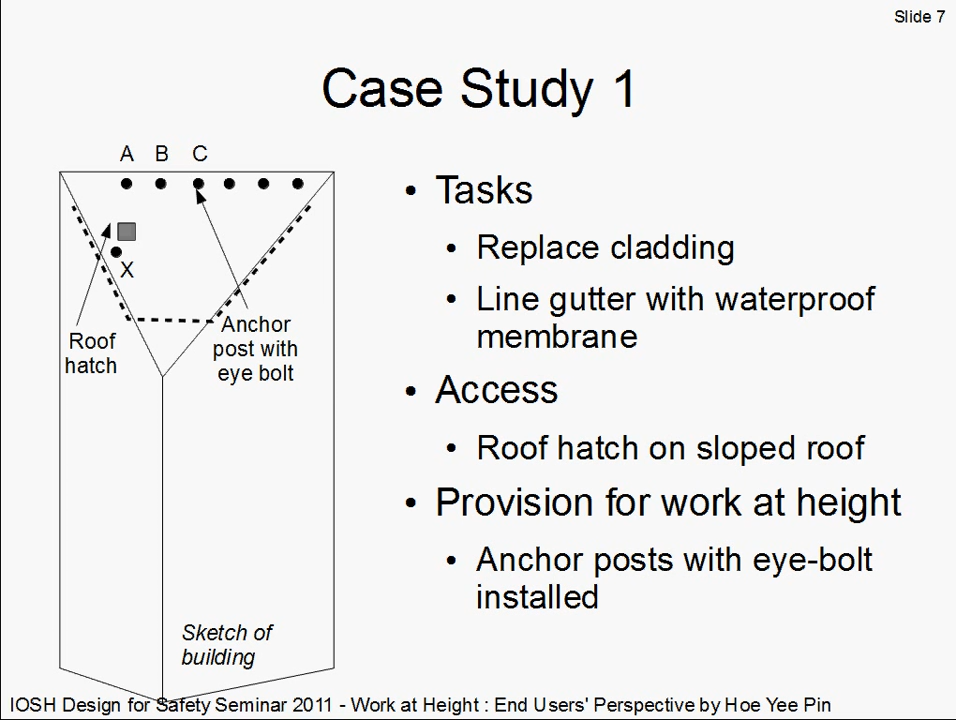 Slide 7
Case Study 1
A B C
X
Roof
hatch
Anchor
post with
eye bolt
Sketch of
building
• Tasks
• Replace cladding
• Line gutter with waterproof
membrane
• Access
• Roof hatch on sloped roof
• Provision for work at height
• Anchor posts with eye-bolt
installed
IOSH Design for Safety Seminar 2011 - Work at Height : End Users' Perspective by Hoe Yee Pin